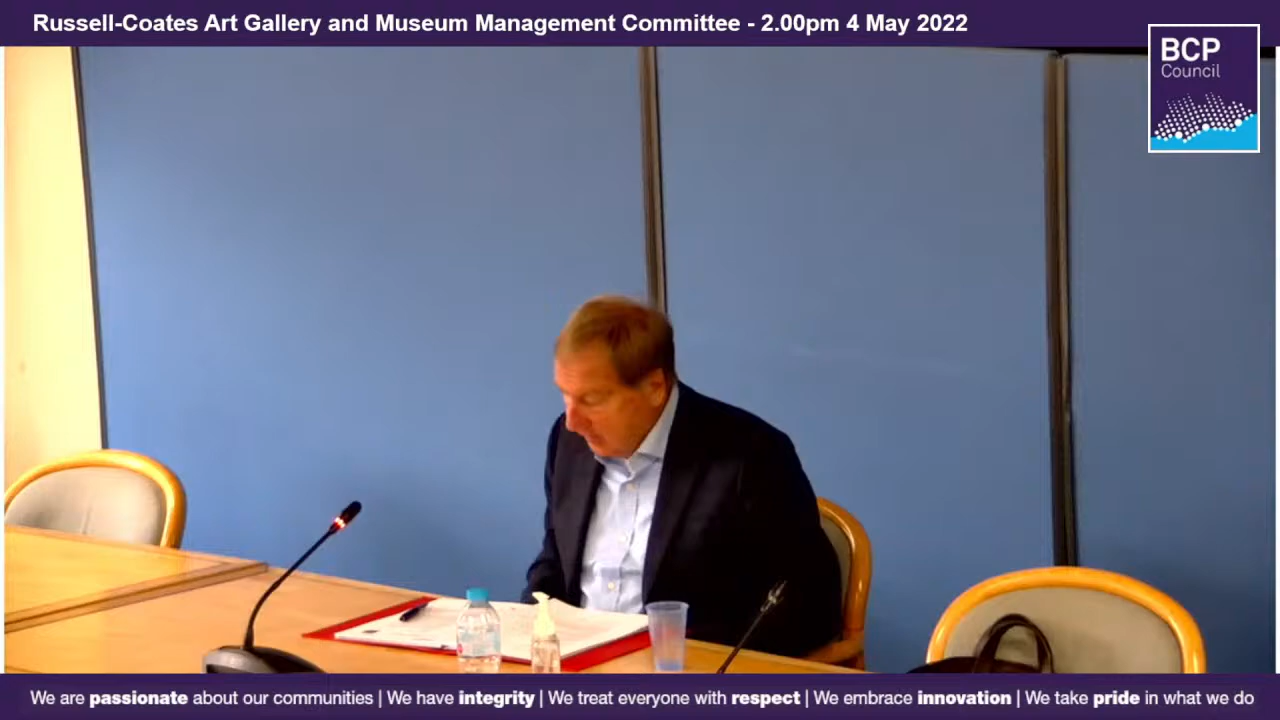 Russell-Coates Art Gallery and Museum Management Committee - 2.00pm 4 May 2022
BCP
Council
We are passionate about our communities | We have integrity | We treat everyone with respect | We embrace innovation | We take pride in what we do